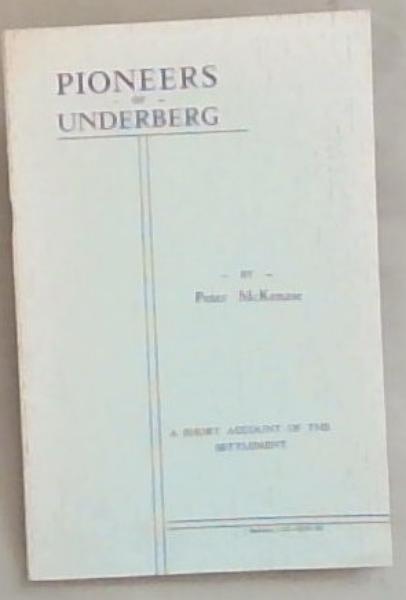 PIONEERS
- OF -
UNDERBERG
- BY -
Peter McKenzie
A SHORT ACCOUNT OF THE
SETTLEMENT